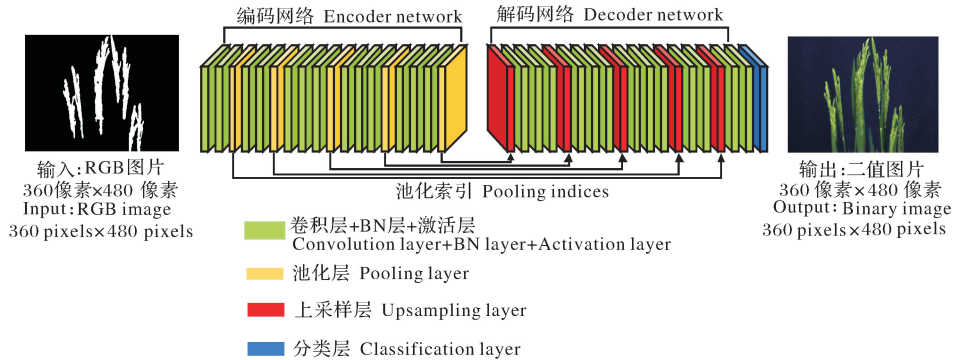 编码网络 Encoder network
解码网络 Decoder network
输入:RGB图片
360像素×480 像素
Input:RGB image
360 pixels×480 pixels
池化索引 Pooling indices
输出:二值图片
360 像素×480 像素
Output: Binary image
360 pixels×480 pixels
卷积层+BN层+激活层
Convolution layer+BN layer+Activation layer
池化层 Pooling layer
上采样层 Upsampling layer
分类层 Classification layer